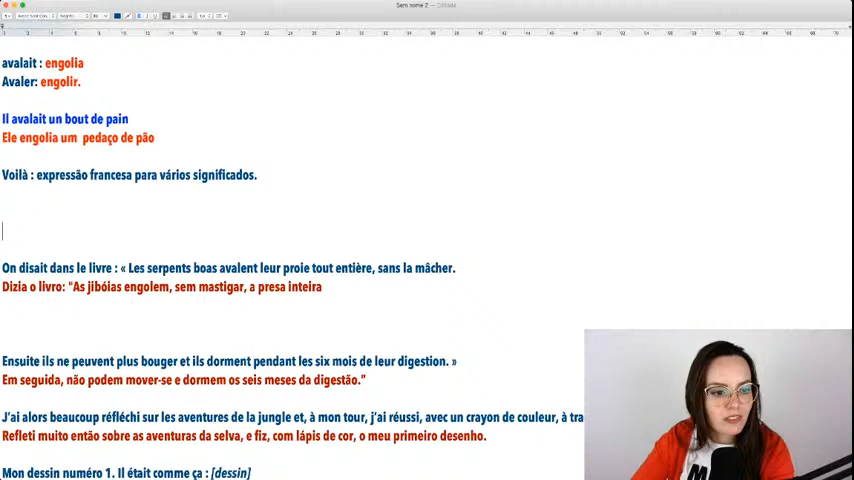 Sem nome 2 — Editado
avalait : engolia
Avaler: engolir.
Il avalait un bout de pain
Ele engolia um pedaço de pão
Voilà : expressão francesa para vários significados.
On disait dans le livre : « Les serpents boas avalent leur proie tout entière, sans la mâcher.
Dizia o livro: "As jibóias engolem, sem mastigar, a presa inteira
Ensuite ils ne peuvent plus bouger et ils dorment pendant les six mois de leur digestion. »
Em seguida, não podem mover-se e dormem os seis meses da digestão."
J'ai alors beaucoup réfléchi sur les aventures de la jungle et, à mon tour, j'ai réussi, avec un crayon de couleur, à tra
Refleti muito então sobre as aventuras da selva, e fiz, com lápis de cor, o meu primeiro desenho.
Mon dessin numéro 1. Il était comme ça : [dessin]
M